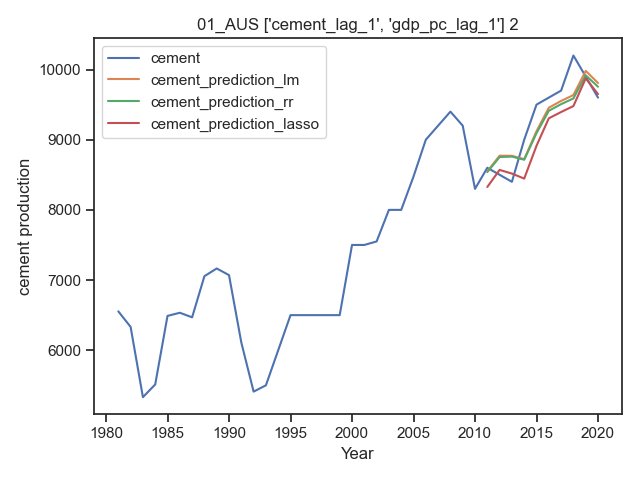 01_AUS ['cement_lag_1', 'gdp_pc_lag_1'] 2
cement
cement_prediction_lm
cement_prediction_rr
cement_prediction_lasso
cement production
10000
9000
8000
7000
6000
1980 1985 1990 1995 2000 2005 2010 2015 2020
Year